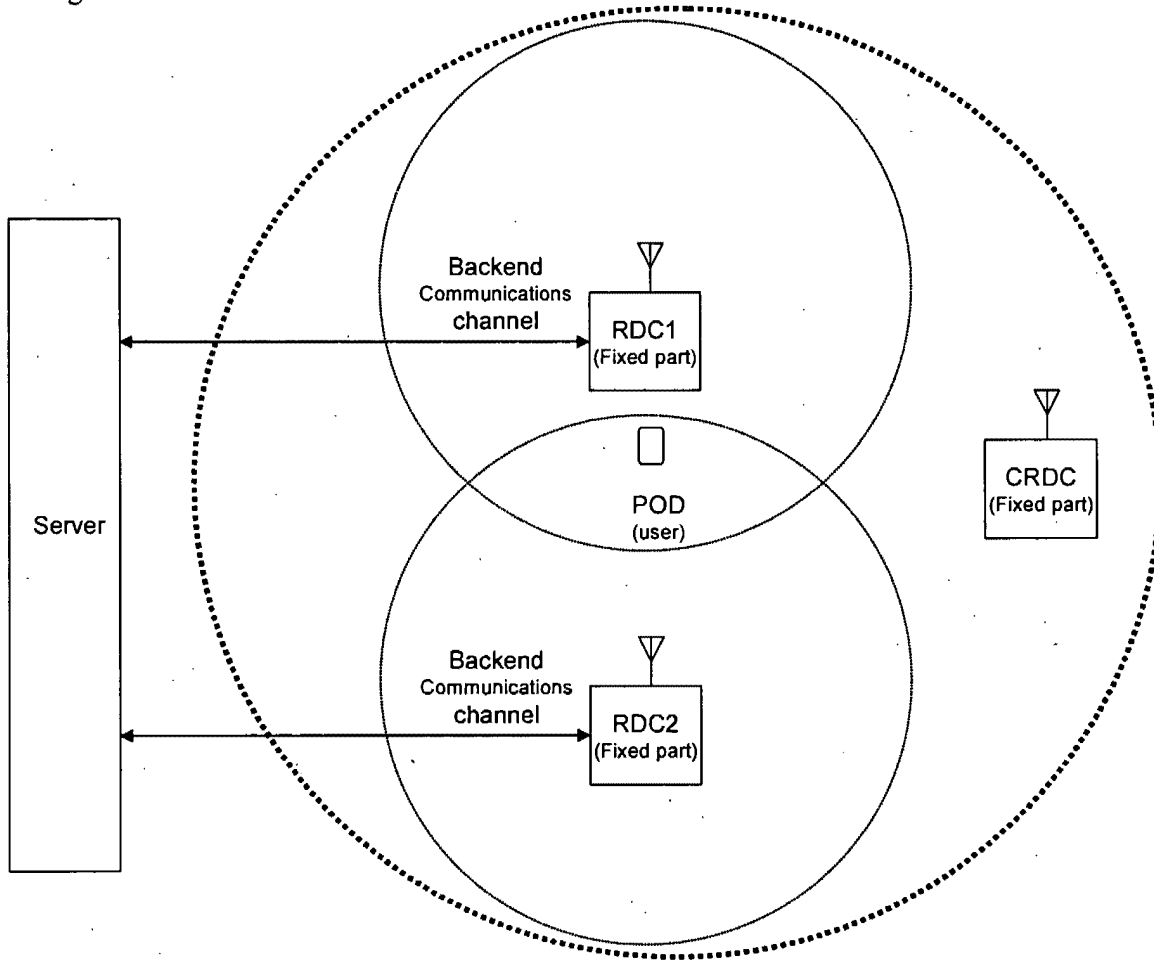 Backend
Communications
channel
RDC1
(Fixed part)
CRDC
(Fixed part)
POD
(user)
Server
Backend
Communications
channel
RDC2
(Fixed part)